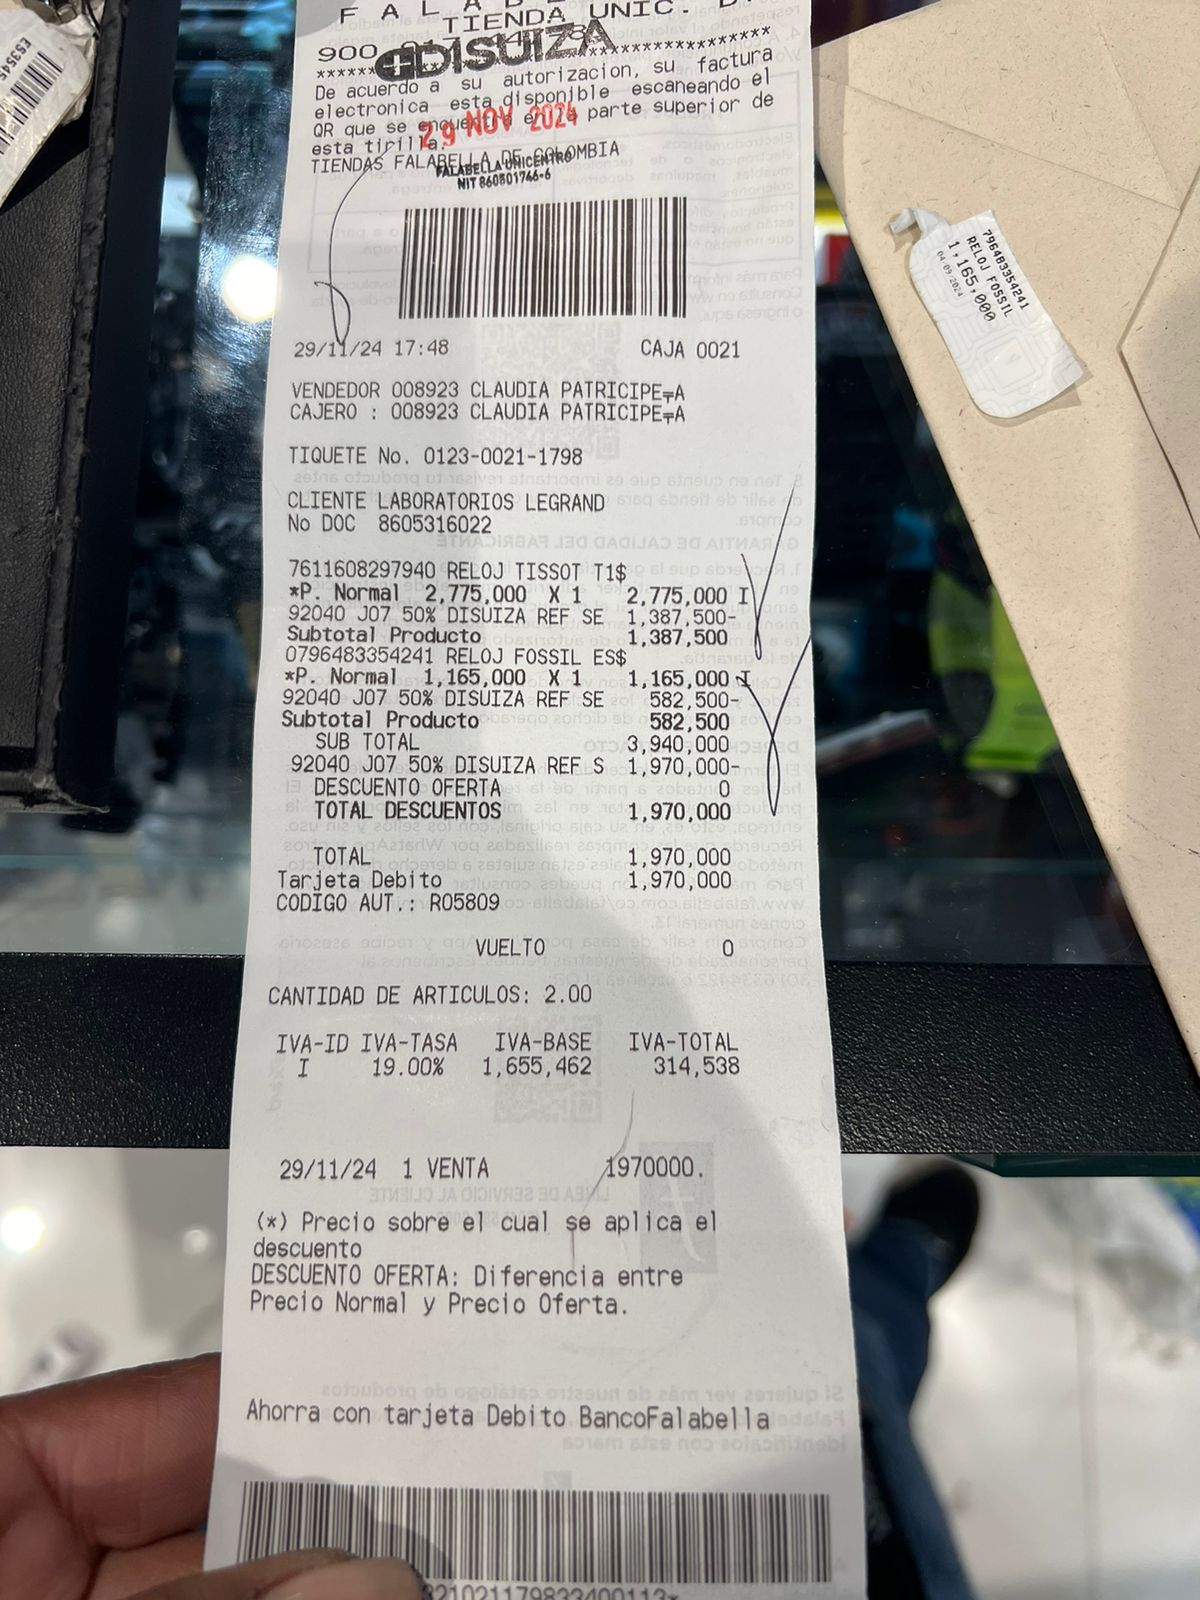 F A L A
TIENDA UNIC.
900
DISUIZA
De acuerdo a su autorizacion, su factura
electronica esta disponible escaneando el
QR que se encuentra en la parte superior de
esta tirilla.
29 NOV 2024
TIENDAS FALABELLA DE COLOMBIA
FALABELLA UNICENTRO
NIT 860801746-6
29/11/24 17:48 CAJA 0021
VENDEDOR 008923 CLAUDIA PATRICIPE╤A
CAJERO : 008923 CLAUDIA PATRICIPE╤A
TIQUETE No. 0123-0021-1798
CLIENTE LABORATORIOS LEGRAND
No DOC 8605316022
7611608297940 RELOJ TISSOT T1$
*P. Normal 2,775,000 X 1 2,775,000 I
92040 J07 50% DISUIZA REF SE 1,387,500-
Subtotal Producto 1,387,500
0796483354241 RELOJ FOSSIL ES$
*P. Normal 1,165,000 X 1 1,165,000 I
92040 J07 50% DISUIZA REF SE 582,500-
Subtotal Producto 582,500
SUB TOTAL 3,940,000
92040 J07 50% DISUIZA REF S 1,970,000-
DESCUENTO OFERTA 0
TOTAL DESCUENTOS 1,970,000
TOTAL 1,970,000
Tarjeta Debito 1,970,000
CODIGO AUT.: R05809
VUELTO 0
CANTIDAD DE ARTICULOS: 2.00
IVA-ID IVA-TASA IVA-BASE IVA-TOTAL
I 19.00% 1,655,462 314,538
29/11/24 1 VENTA 1970000.
(*) Precio sobre el cual se aplica el
descuento
DESCUENTO OFERTA: Diferencia entre
Precio Normal y Precio Oferta.
Ahorra con tarjeta Debito BancoFalabella
796483354241
RELOJ FOSSIL
1,165,000
04/09/2024